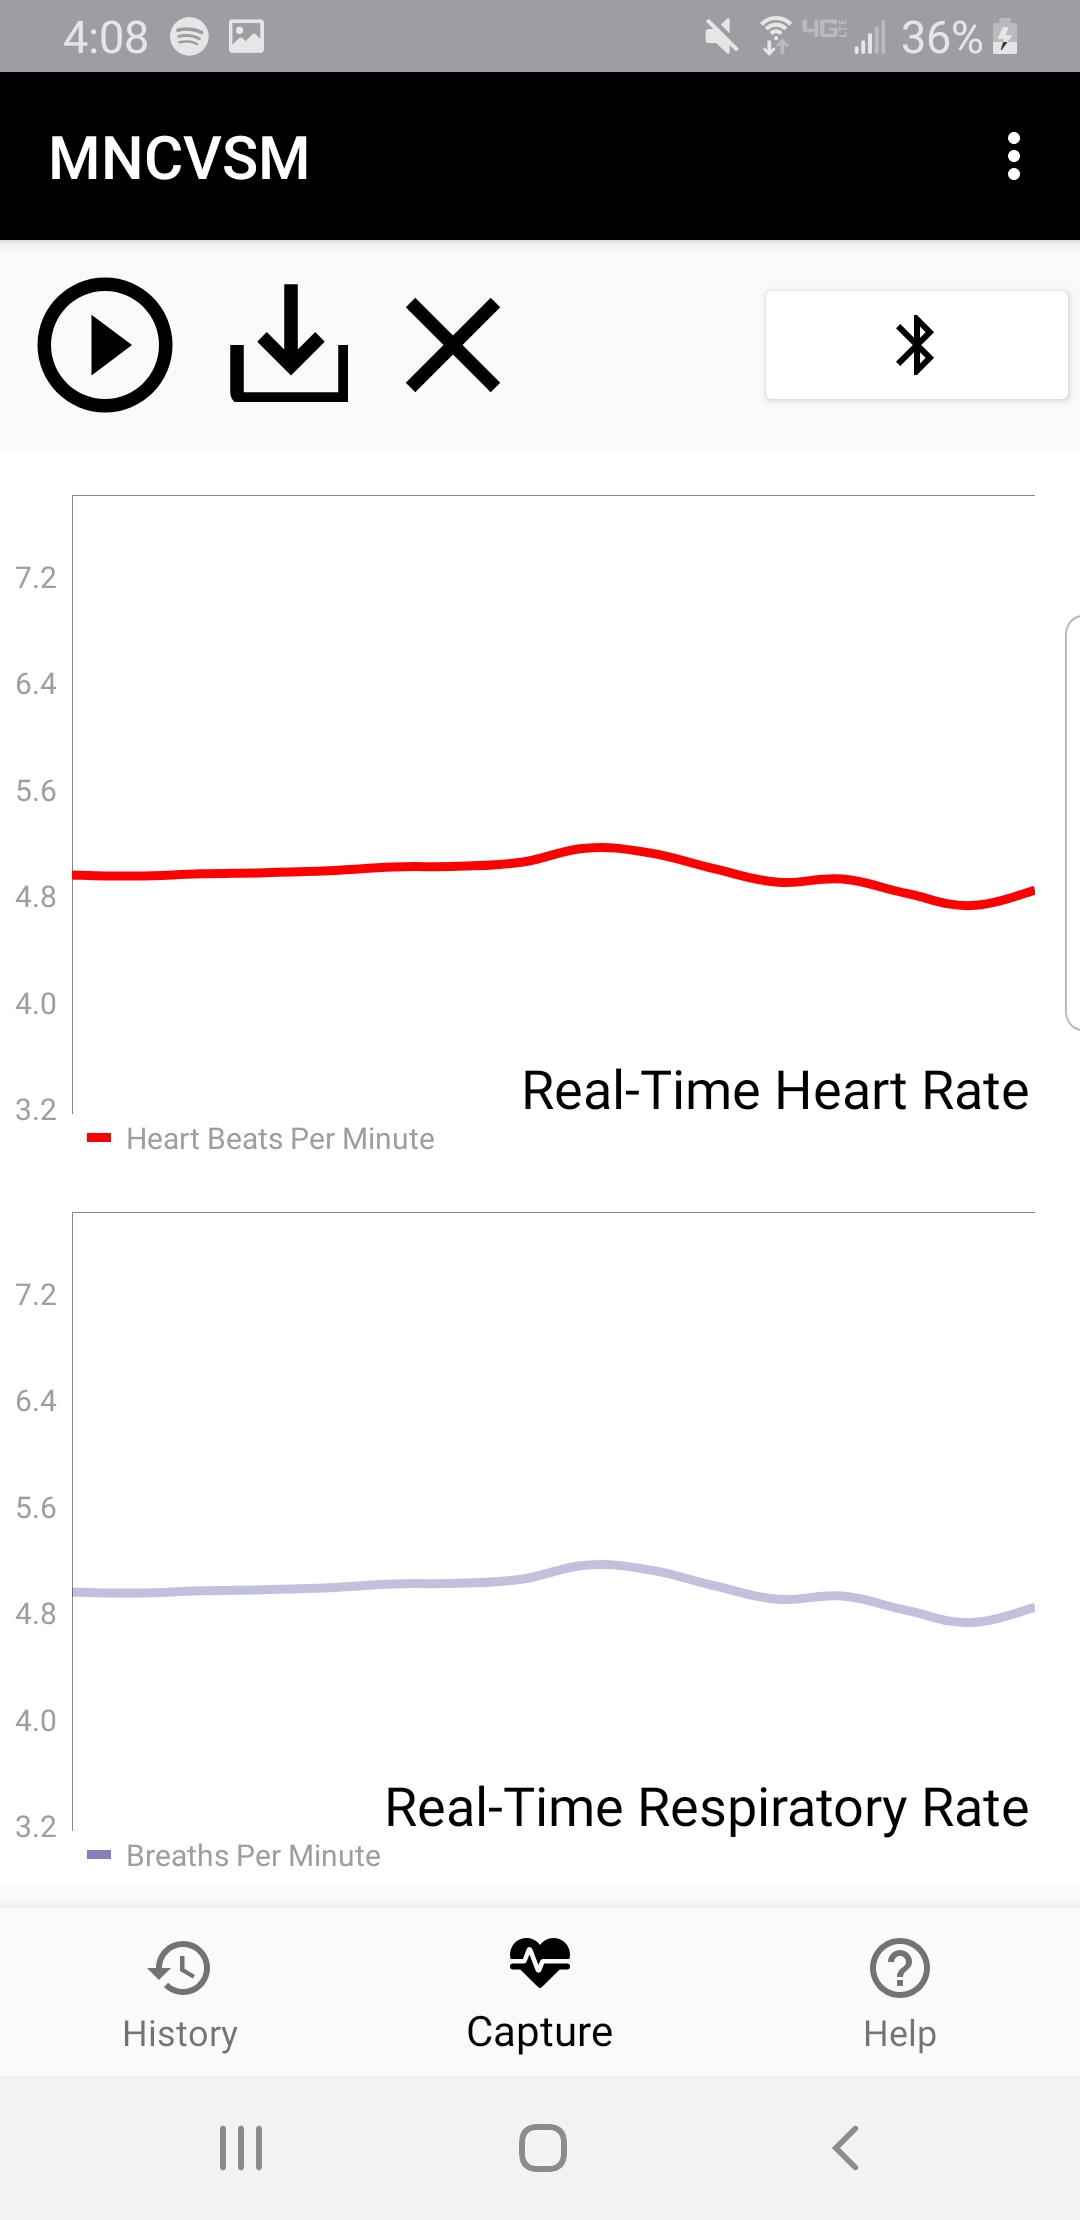 4:08 4GLTE 36%
MNCVSM
7.2
6.4
5.6
4.8
4.0
3.2
Real-Time Heart Rate
Heart Beats Per Minute
7.2
6.4
5.6
4.8
4.0
3.2
Real-Time Respiratory Rate
Breaths Per Minute
History Capture Help